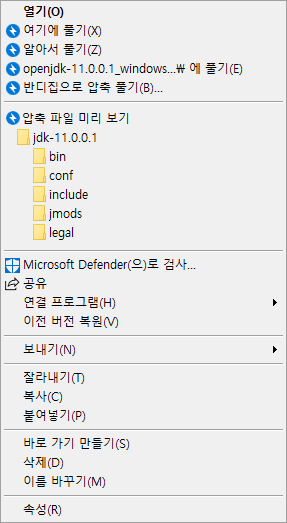 열기(O)
여기에 풀기(X)
알아서 풀기(Z)
openjdk-11.0.0.1_windows...₩ 에 풀기(E)
반디집으로 압축 풀기(B)...
압축 파일 미리 보기
jdk-11.0.0.1
bin
conf
include
jmods
legal
Microsoft Defender(으)로 검사...
공유
연결 프로그램(H)
이전 버전 복원(V)
보내기(N)
잘라내기(T)
복사(C)
붙여넣기(P)
바로 가기 만들기(S)
삭제(D)
이름 바꾸기(M)
속성(R)